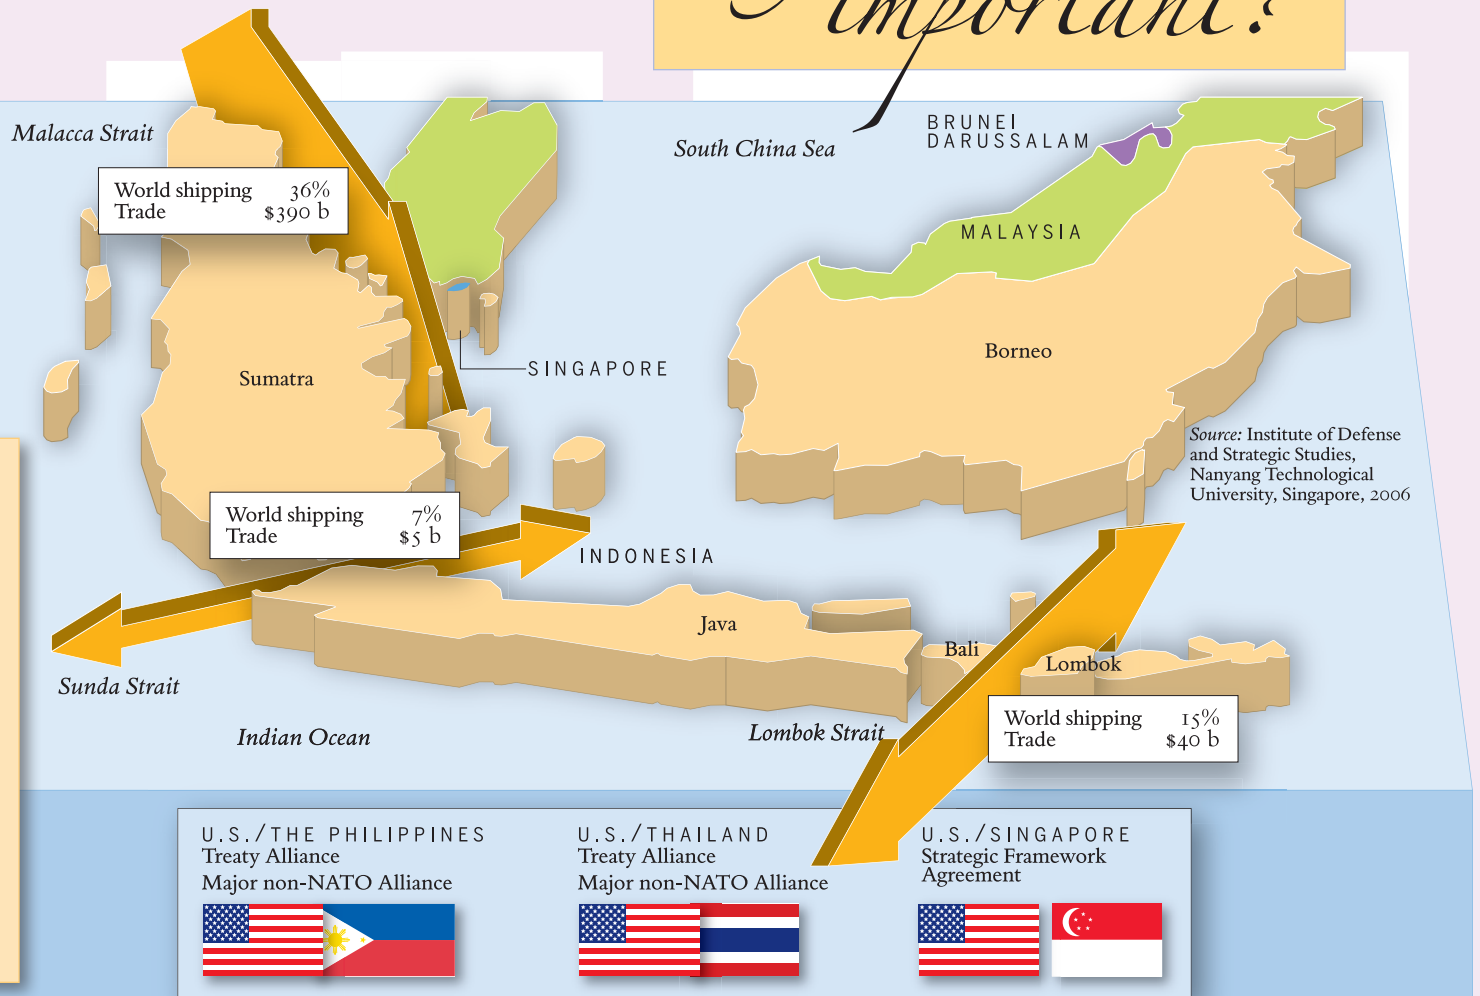 important?
Malacca Strait
World shipping 36%
Trade $390 b
South China Sea
BRUNEI
DARUSSALAM
MALAYSIA
Borneo
SINGAPORE
Sumatra
Source: Institute of Defense
and Strategic Studies,
Nanyang Technological
University, Singapore, 2006
World shipping 7%
Trade $5 b
INDONESIA
Java
Bali
Lombok
Sunda Strait
Indian Ocean
Lombok Strait
World shipping 15%
Trade $40 b
U.S./THE PHILIPPINES
Treaty Alliance
Major non-NATO Alliance
U.S./THAILAND
Treaty Alliance
Major non-NATO Alliance
U.S./SINGAPORE
Strategic Framework
Agreement